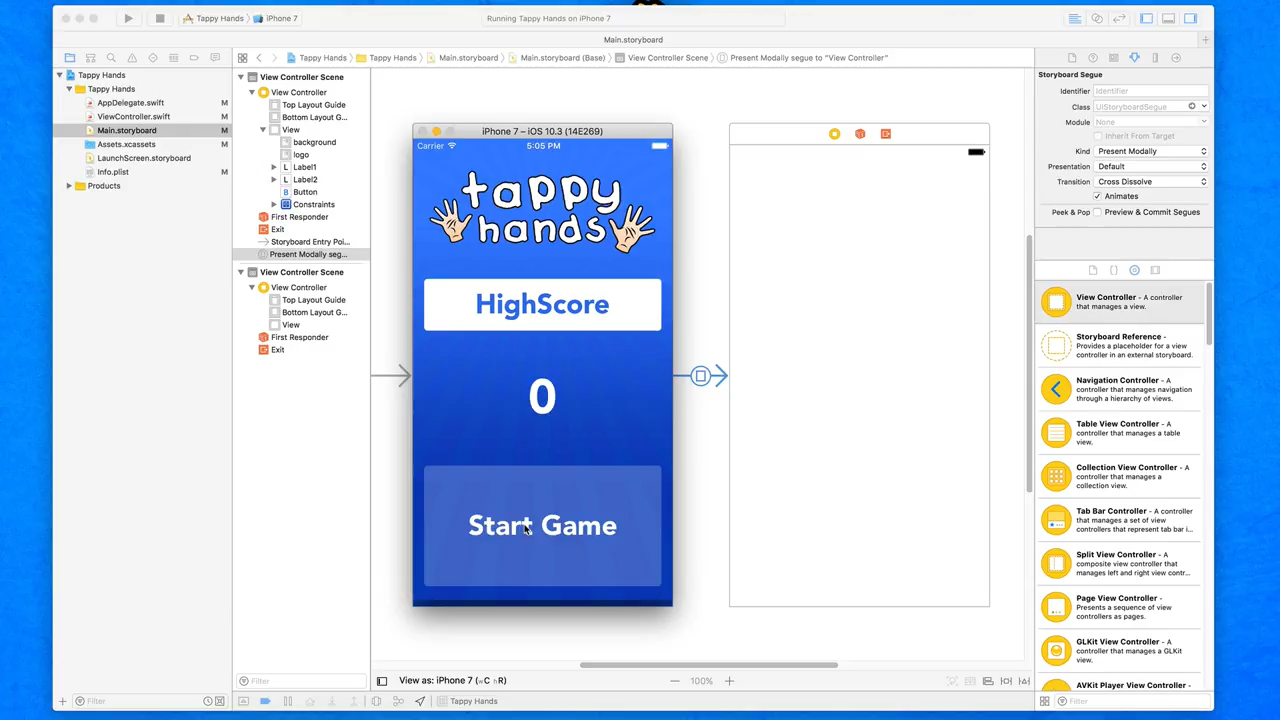 Tappy Hands
iPhone 7
Running Tappy Hands on iPhone 7
Main.storyboard
Tappy Hands
Tappy Hands
Main.storyboard
Main.storyboard (Base)
View Controller Scene
Present Modally segue to "View Controller"
Tappy Hands
Tappy Hands
AppDelegate.swift M
ViewController.swift M
Main.storyboard M
Assets.xcassets M
LaunchScreen.storyboard M
Info.plist M
Products
View Controller Scene
View Controller
Top Layout Guide
Bottom Layout G...
View
background
logo
L Label1
L Label2
B Button
Constraints
First Responder
Exit
Storyboard Entry Poi...
Present Modally seg...
View Controller Scene
View Controller
Top Layout Guide
Bottom Layout G...
View
First Responder
Exit
iPhone 7 – iOS 10.3 (14E269)
Carrier
5:05 PM
tappy
hands
HighScore
0
Start Game
Storyboard Segue
Identifier Identifier
Class UIStoryboardSegue
Module None
Inherit From Target
Kind Present Modally
Presentation Default
Transition Cross Dissolve
Animates
Peek & Pop Preview & Commit Segues
View Controller - A controller
that manages a view.
Storyboard Reference -
Provides a placeholder for a view
controller in an external storyboard.
Navigation Controller - A
controller that manages navigation
through a hierarchy of views.
Table View Controller - A
controller that manages a table
view.
Collection View Controller - A
controller that manages a
collection view.
Tab Bar Controller - A controller
that manages a set of view
controllers that represent tab bar i...
Split View Controller - A
composite view controller that
manages left and right view contr...
Page View Controller -
Presents a sequence of view
controllers as pages.
GLKit View Controller - A
controller that manages a GLKit
view.
AVKit Player View Controller -
Filter
Filter
View as: iPhone 7 (wC hR)
100%
Filter
Tappy Hands